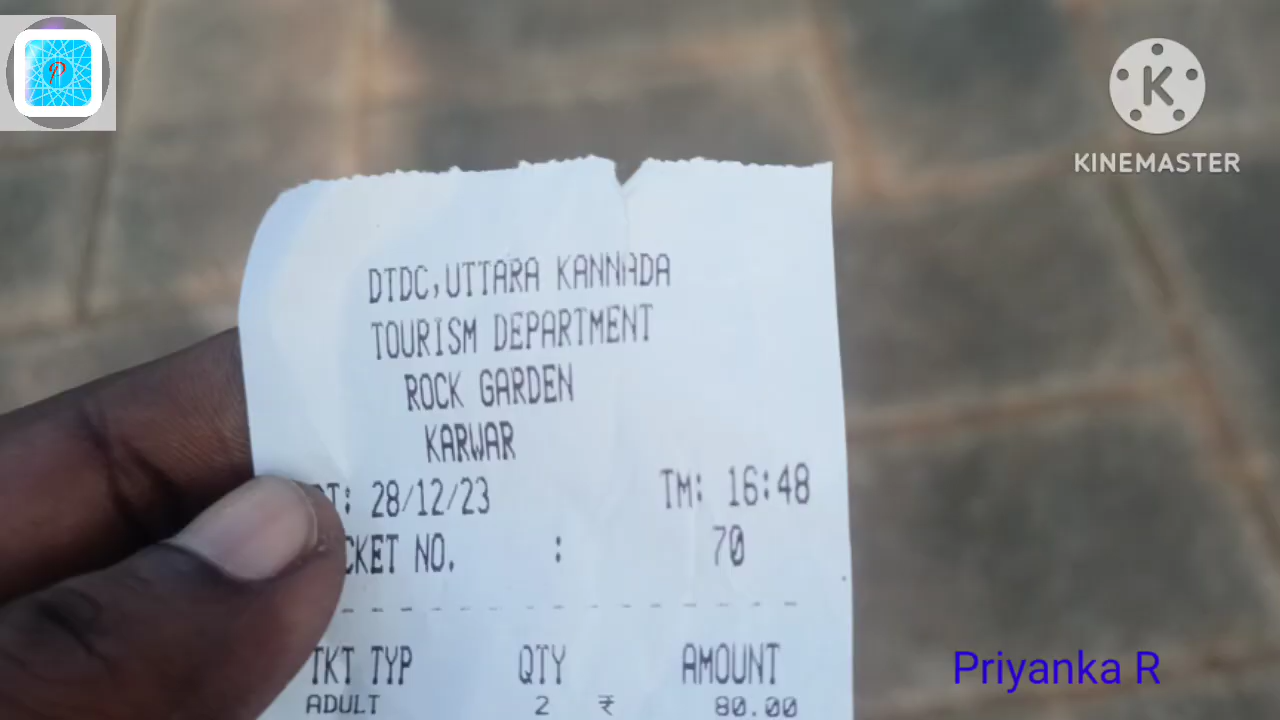 KINEMASTER
DTDC,UTTARA KANNADA
TOURISM DEPARTMENT
ROCK GARDEN
KARWAR
DT: 28/12/23 TM: 16:48
CKET NO. : 70
TKT TYP QTY AMOUNT
ADULT 2 ₹ 80.00
Priyanka R